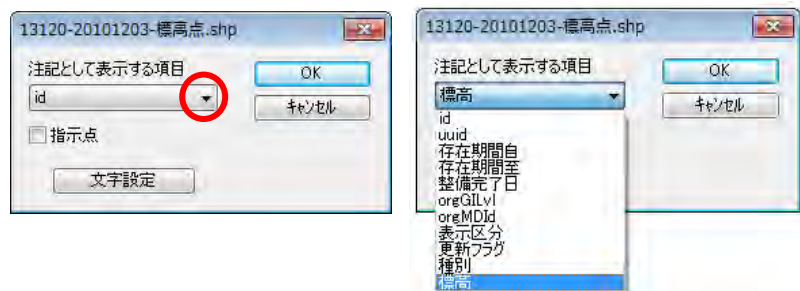 13120-20101203-標高点.shp
注記として表示する項目
id
OK
キャンセル
指示点
文字設定
13120-20101203-標高点.shp
注記として表示する項目
標高
OK
キャンセル
id
uuid
存在期間自
存在期間至
整備完了日
orgGILvl
orgMDId
表示区分
更新フラグ
種別
標高